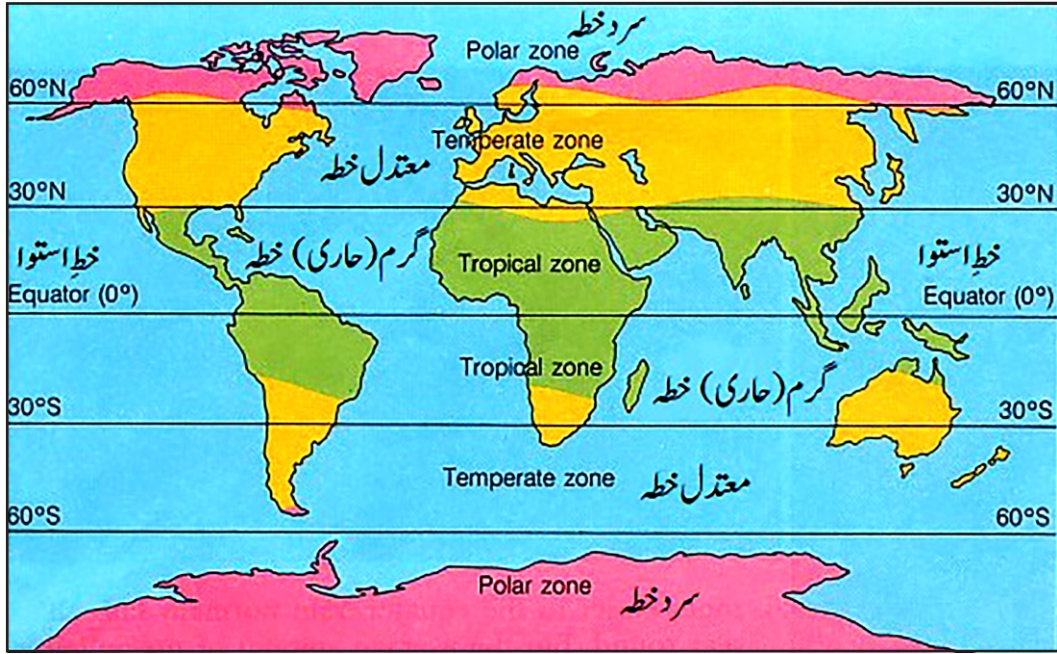 سرد خطہ
Polar zone
60°N
60°N
Temperate zone
معتدل خطہ
30°N
30°N
خطِ استوا
گرم (حاری) خطہ
Tropical zone
خطِ استوا
Equator (0°)
Equator (0°)
Tropical zone
گرم (حاری) خطہ
30°S
30°S
Temperate zone
معتدل خطہ
60°S
60°S
Polar zone
سرد خطہ